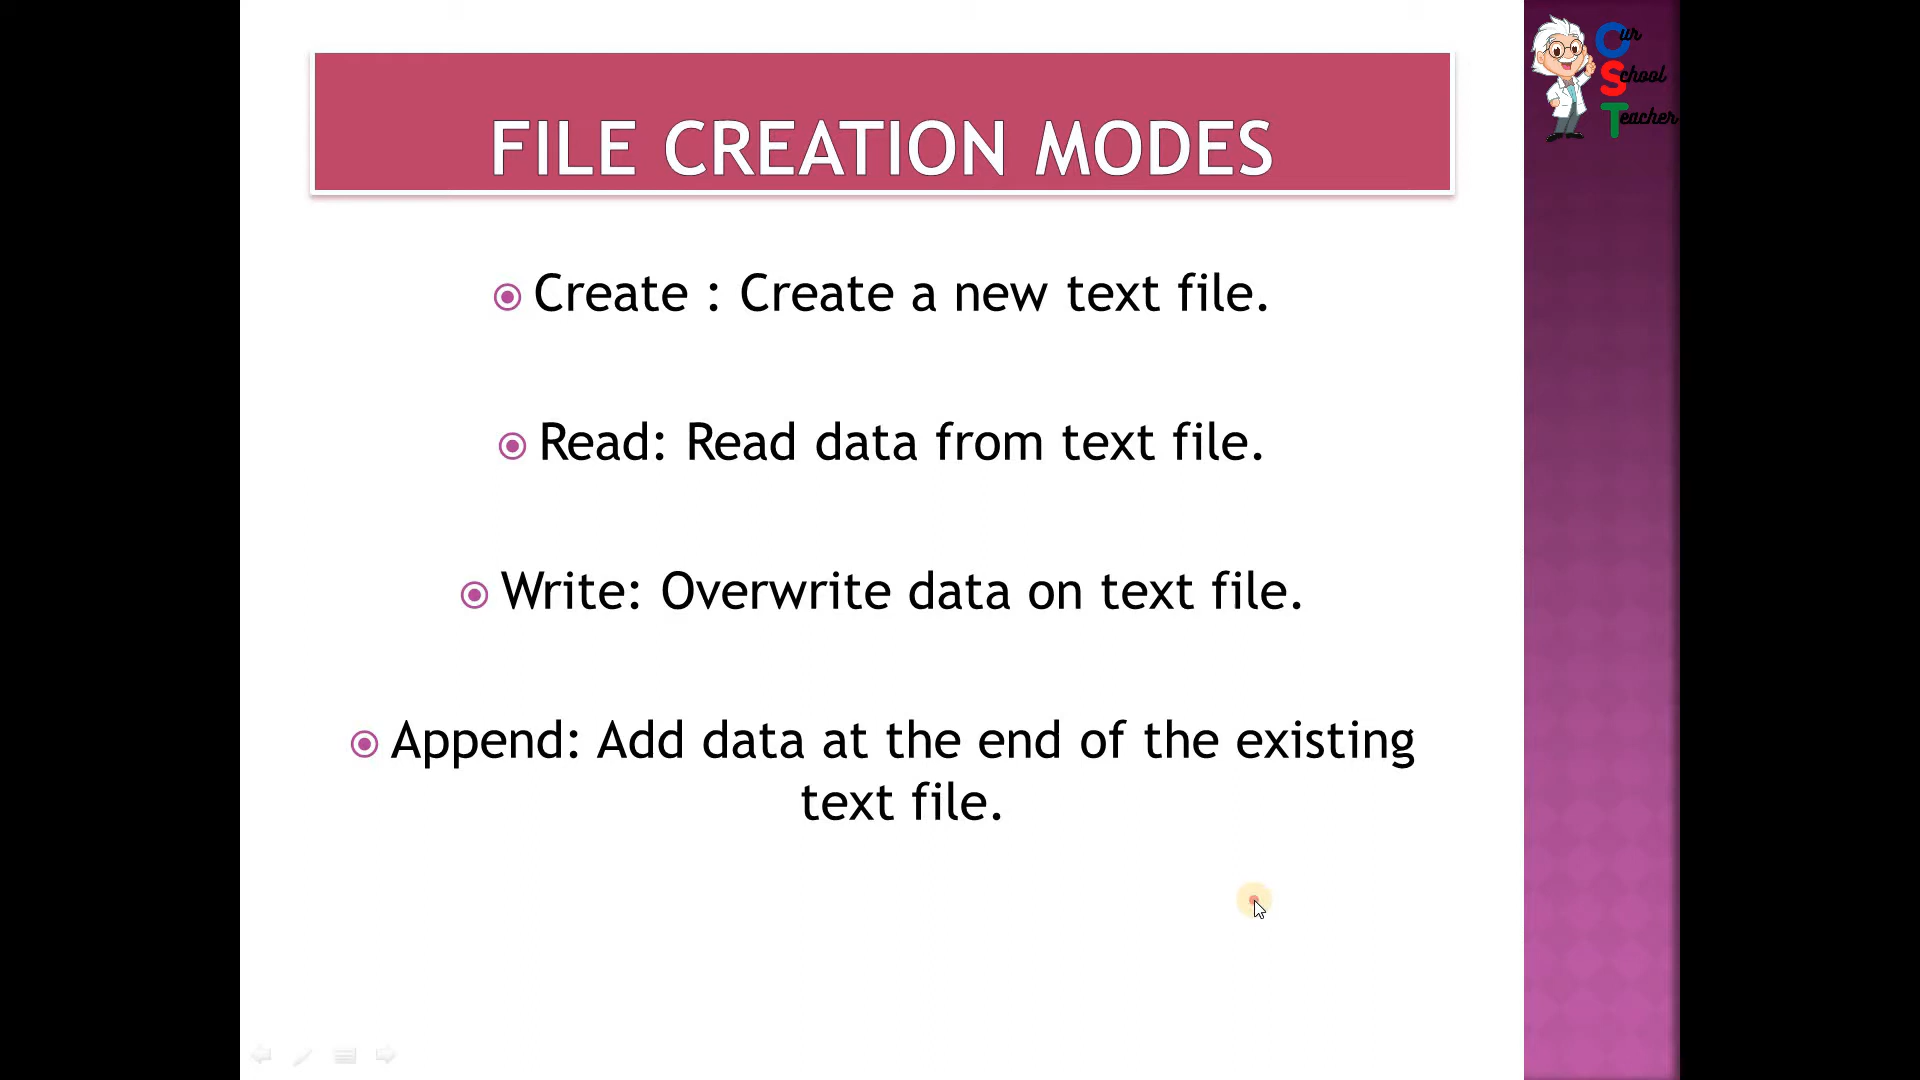 FILE CREATION MODES
Our
School
Teacher
Create : Create a new text file.
Read: Read data from text file.
Write: Overwrite data on text file.
Append: Add data at the end of the existing
text file.